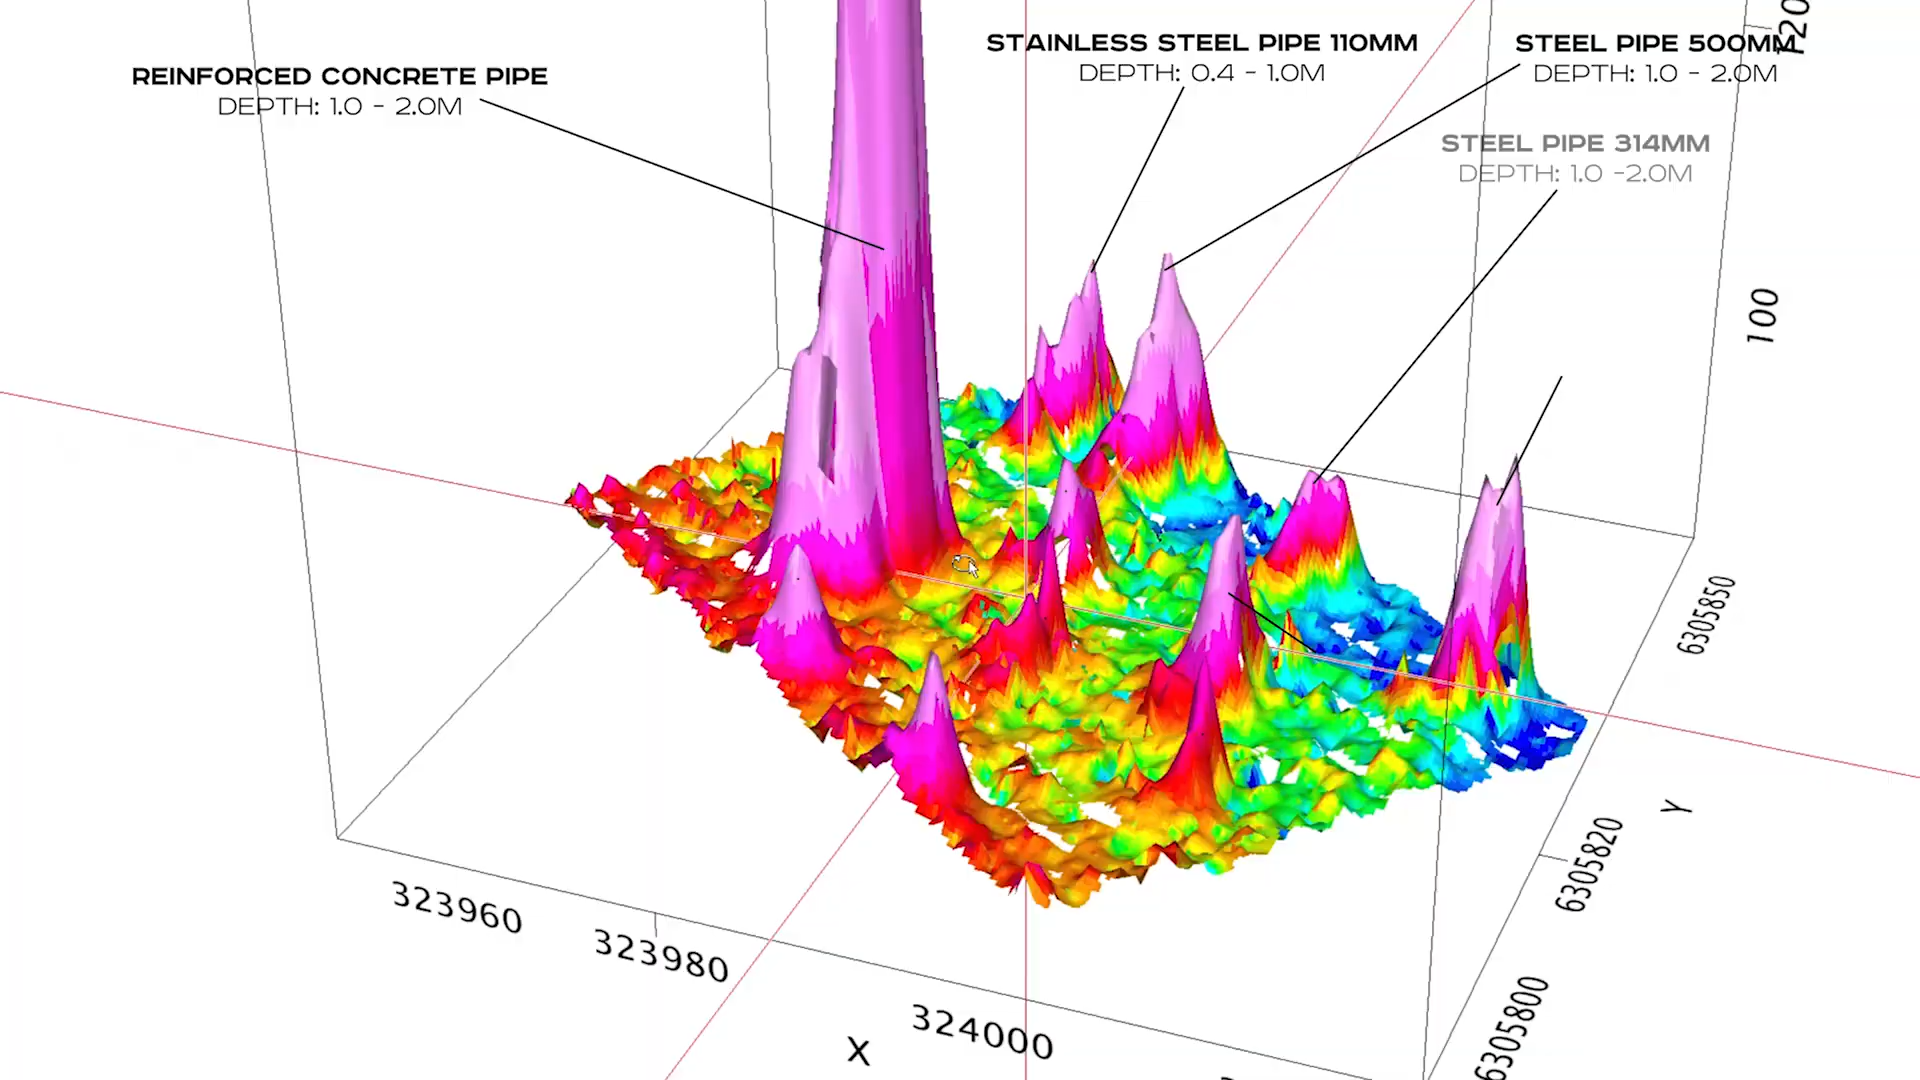 REINFORCED CONCRETE PIPE
DEPTH: 1.0 - 2.0M
STAINLESS STEEL PIPE 110MM
DEPTH: 0.4 - 1.0M
STEEL PIPE 500MM
DEPTH: 1.0 - 2.0M
STEEL PIPE 314MM
DEPTH: 1.0 -2.0M
120
100
6305850
Y
6305820
6305800
323960
323980
324000
X